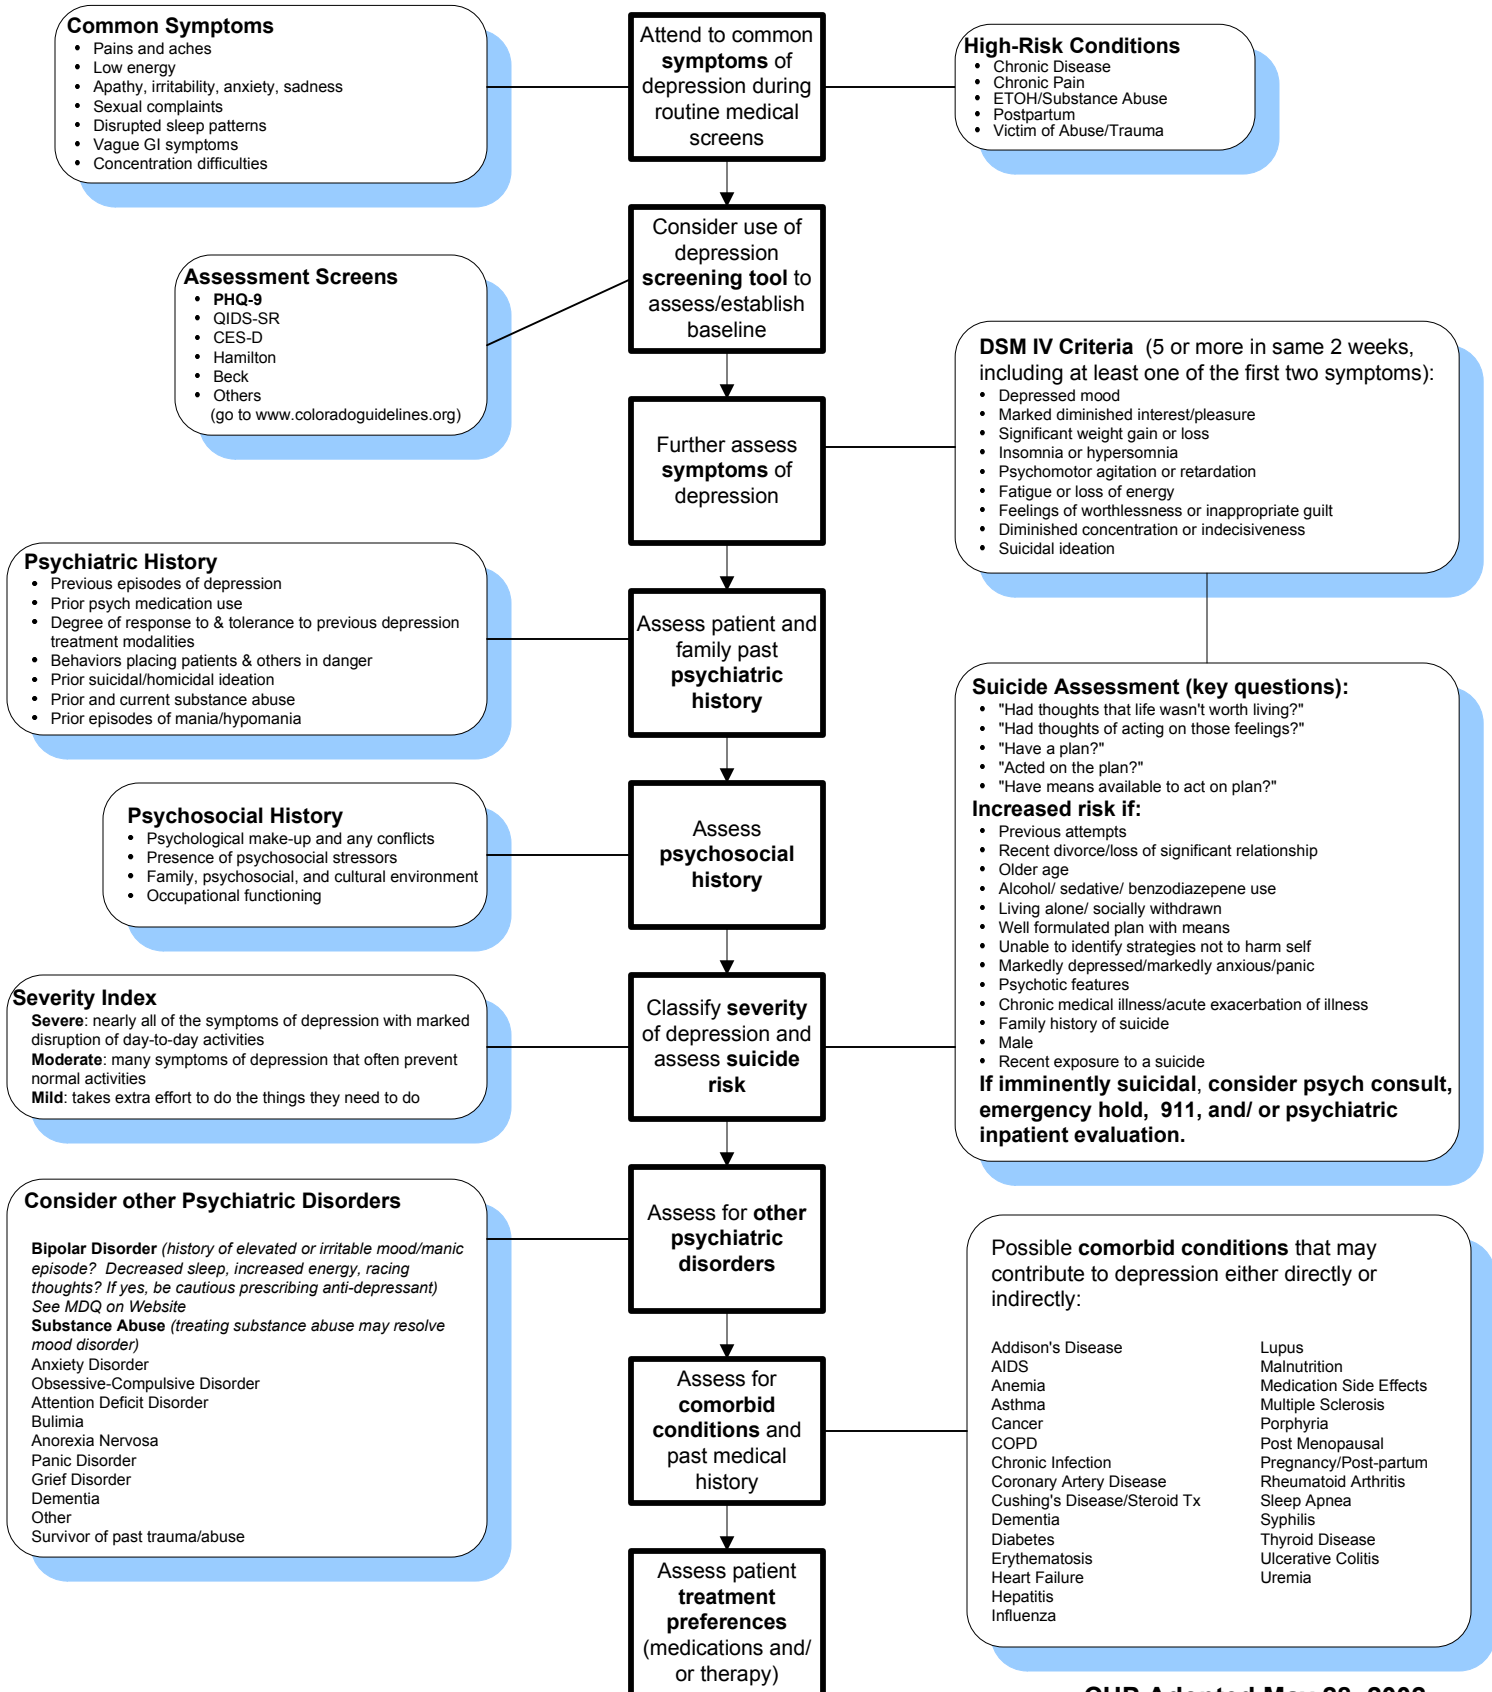 Common Symptoms
• Pains and aches
• Low energy
• Apathy, irritability, anxiety, sadness
• Sexual complaints
• Disrupted sleep patterns
• Vague GI symptoms
• Concentration difficulties
Attend to common
symptoms of
depression during
routine medical
screens
High-Risk Conditions
• Chronic Disease
• Chronic Pain
• ETOH/Substance Abuse
• Postpartum
• Victim of Abuse/Trauma
Consider use of
depression
screening tool to
assess/establish
baseline
Assessment Screens
• PHQ-9
• QIDS-SR
• CES-D
• Hamilton
• Beck
• Others
(go to www.coloradoguidelines.org)
DSM IV Criteria (5 or more in same 2 weeks,
including at least one of the first two symptoms):
• Depressed mood
• Marked diminished interest/pleasure
• Significant weight gain or loss
• Insomnia or hypersomnia
• Psychomotor agitation or retardation
• Fatigue or loss of energy
• Feelings of worthlessness or inappropriate guilt
• Diminished concentration or indecisiveness
• Suicidal ideation
Further assess
symptoms of
depression
Psychiatric History
• Previous episodes of depression
• Prior psych medication use
• Degree of response to & tolerance to previous depression
treatment modalities
• Behaviors placing patients & others in danger
• Prior suicidal/homicidal ideation
• Prior and current substance abuse
• Prior episodes of mania/hypomania
Assess patient and
family past
psychiatric
history
Suicide Assessment (key questions):
• "Had thoughts that life wasn't worth living?"
• "Had thoughts of acting on those feelings?"
• "Have a plan?"
• "Acted on the plan?"
• "Have means available to act on plan?"
Increased risk if:
• Previous attempts
• Recent divorce/loss of significant relationship
• Older age
• Alcohol/ sedative/ benzodiazepene use
• Living alone/ socially withdrawn
• Well formulated plan with means
• Unable to identify strategies not to harm self
• Markedly depressed/markedly anxious/panic
• Psychotic features
• Chronic medical illness/acute exacerbation of illness
• Family history of suicide
• Male
• Recent exposure to a suicide
If imminently suicidal, consider psych consult,
emergency hold, 911, and/ or psychiatric
inpatient evaluation.
Psychosocial History
• Psychological make-up and any conflicts
• Presence of psychosocial stressors
• Family, psychosocial, and cultural environment
• Occupational functioning
Assess
psychosocial
history
Severity Index
Severe: nearly all of the symptoms of depression with marked
disruption of day-to-day activities
Moderate: many symptoms of depression that often prevent
normal activities
Mild: takes extra effort to do the things they need to do
Classify severity
of depression and
assess suicide
risk
Consider other Psychiatric Disorders
Bipolar Disorder (history of elevated or irritable mood/manic
episode? Decreased sleep, increased energy, racing
thoughts? If yes, be cautious prescribing anti-depressant)
See MDQ on Website
Substance Abuse (treating substance abuse may resolve
mood disorder)
Anxiety Disorder
Obsessive-Compulsive Disorder
Attention Deficit Disorder
Bulimia
Anorexia Nervosa
Panic Disorder
Grief Disorder
Dementia
Other
Survivor of past trauma/abuse
Assess for other
psychiatric
disorders
Possible comorbid conditions that may
contribute to depression either directly or
indirectly:
Addison's Disease
AIDS
Anemia
Asthma
Cancer
COPD
Chronic Infection
Coronary Artery Disease
Cushing's Disease/Steroid Tx
Dementia
Diabetes
Erythematosis
Heart Failure
Hepatitis
Influenza
Lupus
Malnutrition
Medication Side Effects
Multiple Sclerosis
Porphyria
Post Menopausal
Pregnancy/Post-partum
Rheumatoid Arthritis
Sleep Apnea
Syphilis
Thyroid Disease
Ulcerative Colitis
Uremia
Assess for
comorbid
conditions and
past medical
history
Assess patient
treatment
preferences
(medications and/
or therapy)
Adopted May